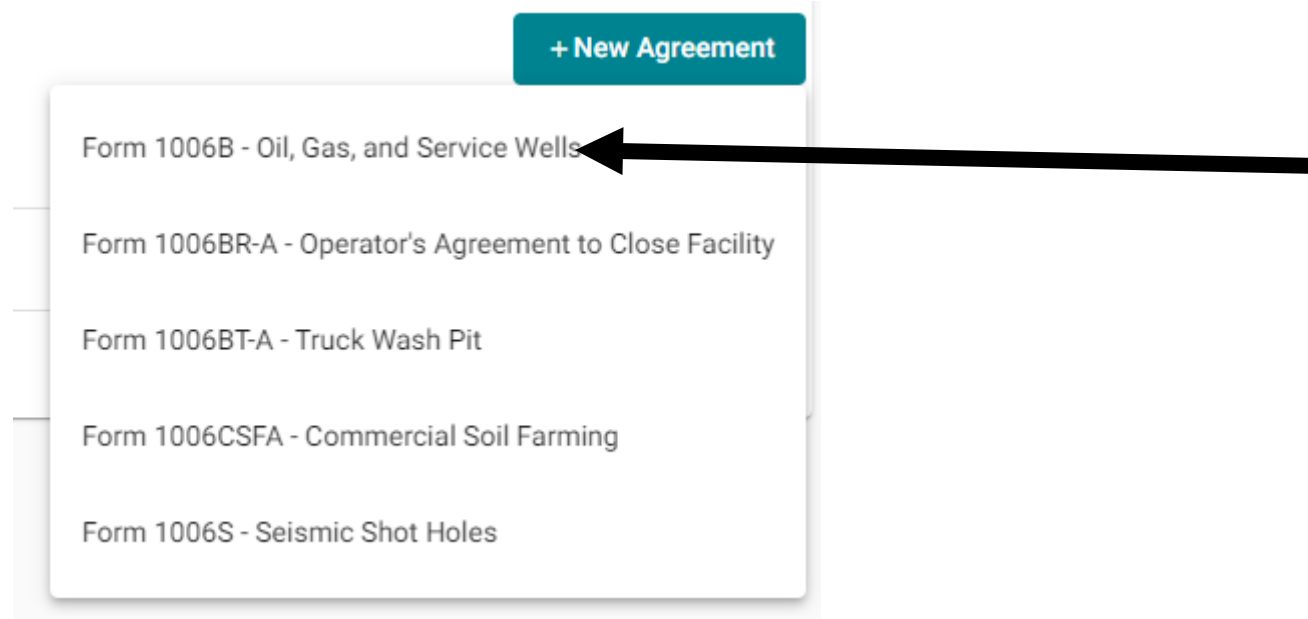 + New Agreement
Form 1006B - Oil, Gas, and Service Wells
Form 1006BR-A - Operator's Agreement to Close Facility
Form 1006BT-A - Truck Wash Pit
Form 1006CSFA - Commercial Soil Farming
Form 1006S - Seismic Shot Holes